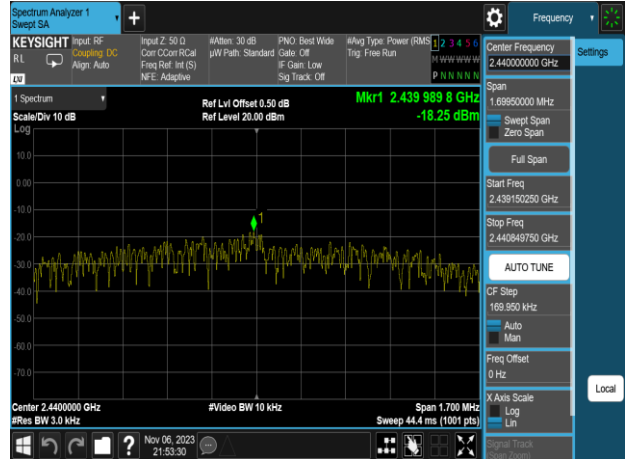 Spectrum Analyzer 1
Swept SA
+
Frequency
KEYSIGHT
R L
Input: RF
Coupling: DC
Align: Auto
Input Z: 50 Ω
Corr CCorr RCal
Freq Ref: Int (S)
NFE: Adaptive
#Atten: 30 dB
µW Path: Standard
PNO: Best Wide
Gate: Off
IF Gain: Low
Sig Track: Off
#Avg Type: Power (RMS
Trig: Free Run
1 2 3 4 5 6
M W W W W W
P N N N N N
1 Spectrum
Scale/Div 10 dB
Log
Ref Lvl Offset 0.50 dB
Ref Level 20.00 dBm
Mkr1 2.439 989 8 GHz
-18.25 dBm
10.0
0.00
-10.0
-20.0
-30.0
-40.0
-50.0
-60.0
-70.0
1
Center 2.4400000 GHz
#Res BW 3.0 kHz
#Video BW 10 kHz
Span 1.700 MHz
Sweep 44.4 ms (1001 pts)
Nov 06, 2023
21:53:30
?
Center Frequency
2.440000000 GHz
Settings
Span
1.69950000 MHz
Swept Span
Zero Span
Full Span
Start Freq
2.439150250 GHz
Stop Freq
2.440849750 GHz
AUTO TUNE
CF Step
169.950 kHz
Auto
Man
Freq Offset
0 Hz
X Axis Scale
Log
Lin
Local
Signal Track
(Span Zoom)